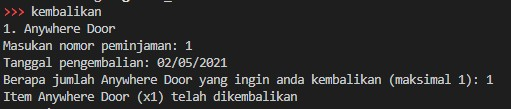 >>> kembalikan
1. Anywhere Door
Masukan nomor peminjaman: 1
Tanggal pengembalian: 02/05/2021
Berapa jumlah Anywhere Door yang ingin anda kembalikan (maksimal 1): 1
Item Anywhere Door (x1) telah dikembalikan